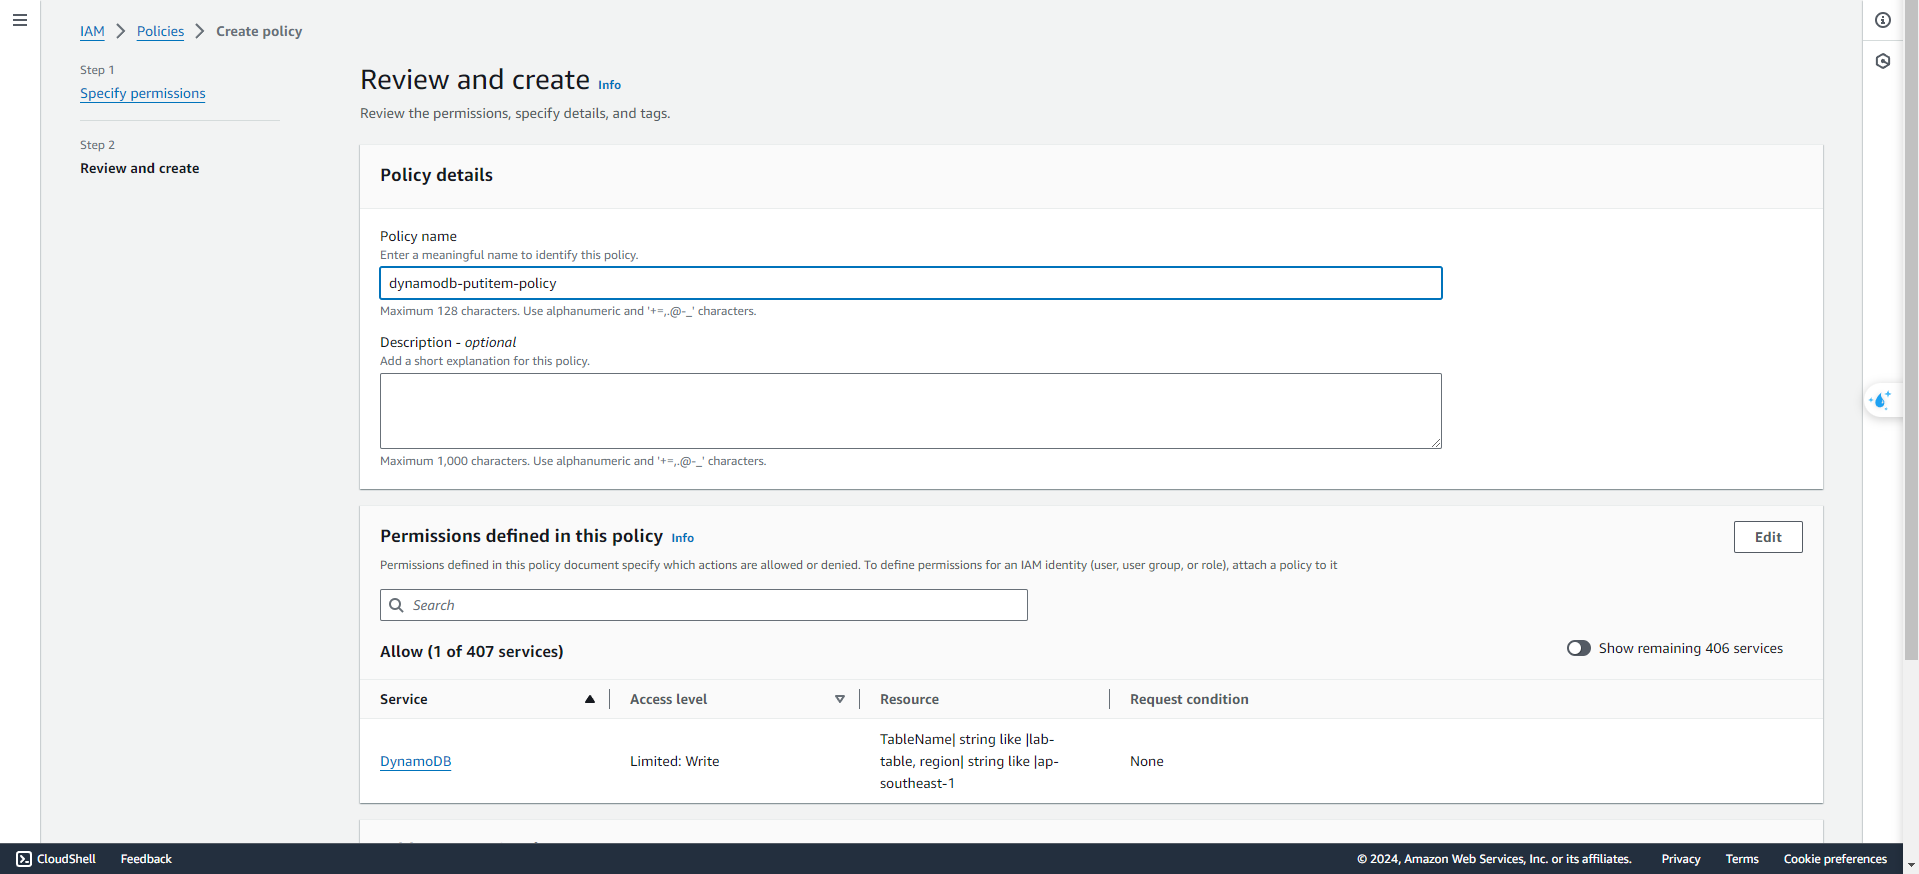 IAM > Policies > Create policy
Step 1
Specify permissions
Step 2
Review and create
Review and create Info
Review the permissions, specify details, and tags.
Policy details
Policy name
Enter a meaningful name to identify this policy.
dynamodb-putitem-policy
Maximum 128 characters. Use alphanumeric and '+=,.@-_' characters.
Description - optional
Add a short explanation for this policy.
Maximum 1,000 characters. Use alphanumeric and '+=,.@-_' characters.
Permissions defined in this policy Info
Edit
Permissions defined in this policy document specify which actions are allowed or denied. To define permissions for an IAM identity (user, user group, or role), attach a policy to it
Search
Allow (1 of 407 services)
Show remaining 406 services
Service Access level Resource Request condition
DynamoDB
Limited: Write
TableName| string like |lab-
table, region| string like |ap-
southeast-1
None
CloudShell Feedback © 2024, Amazon Web Services, Inc. or its affiliates. Privacy Terms Cookie preferences